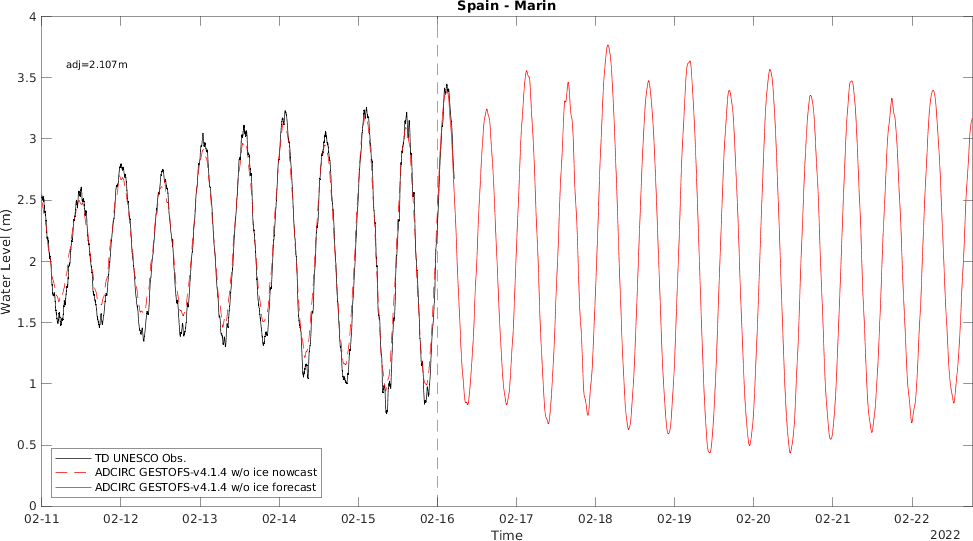 Spain - Marin
4
3.5
3
2.5
2
1.5
1
0.5
0
Water Level (m)
adj=2.107m
TD UNESCO Obs.
ADCIRC GESTOFS-v4.1.4 w/o ice nowcast
ADCIRC GESTOFS-v4.1.4 w/o ice forecast
02-11 02-12 02-13 02-14 02-15 02-16 02-17 02-18 02-19 02-20 02-21 02-22
Time
2022